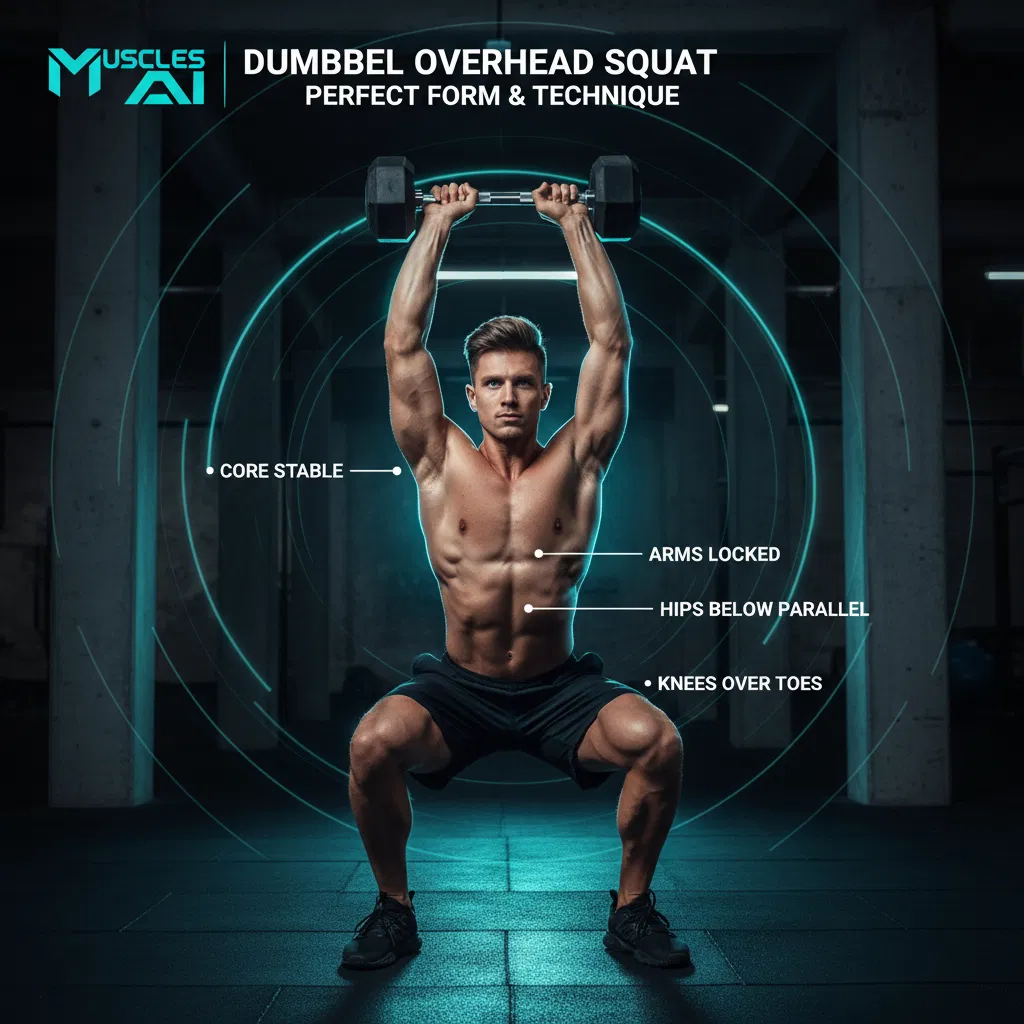 MUSCLES
AI
DUMBBEL OVERHEAD SQUAT
PERFECT FORM & TECHNIQUE
CORE STABLE
ARMS LOCKED
HIPS BELOW PARALLEL
KNEES OVER TOES